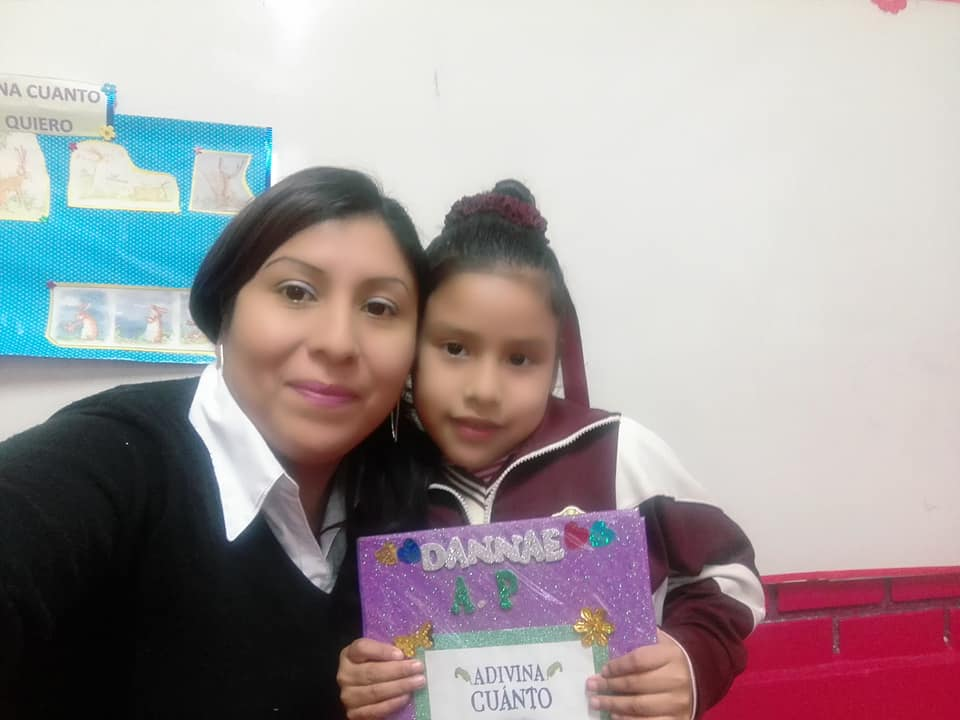 NA CUANTO
QUIERO
DANNAE
A.P
ADIVINA
CUÁNTO